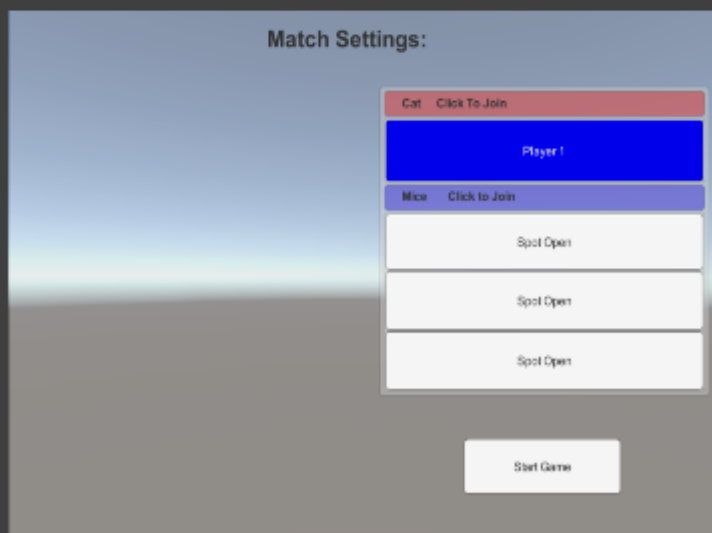 Match Settings:
Cat Click To Join
Player 1
Mice Click to Join
Spot Open
Spot Open
Spot Open
Start Game